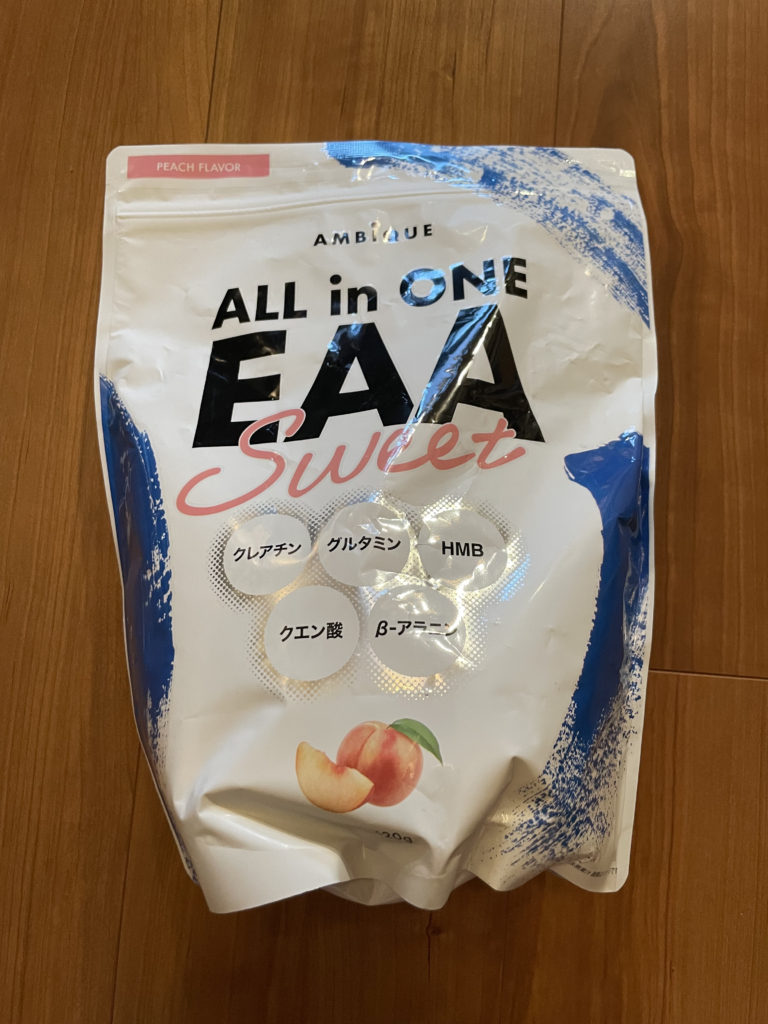 PEACH FLAVOR
AMBiQUE
ALL in ONE
EAA
Sweet
クレアチン
グルタミン
HMB
クエン酸
β-アラニン
20g